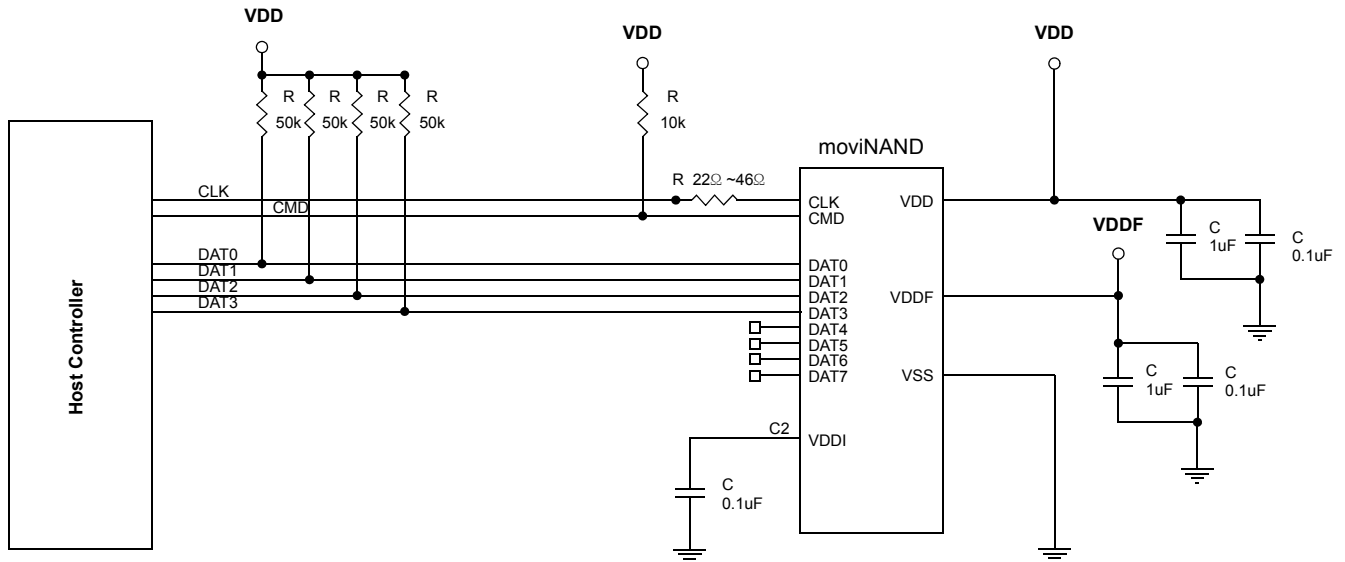 VDD
VDD
VDD
R
R
R
R
50k
50k
50k
50k
R
10k
moviNAND
R 22Ω ~46Ω
CLK
CMD
DAT0
DAT1
DAT2
DAT3
Host Controller
CLK
CMD
DAT0
DAT1
DAT2
DAT3
DAT4
DAT5
DAT6
DAT7
C2
VDDI
VDD
VDDF
VSS
VDDF
C
1uF
C
0.1uF
C
1uF
C
0.1uF
C
0.1uF